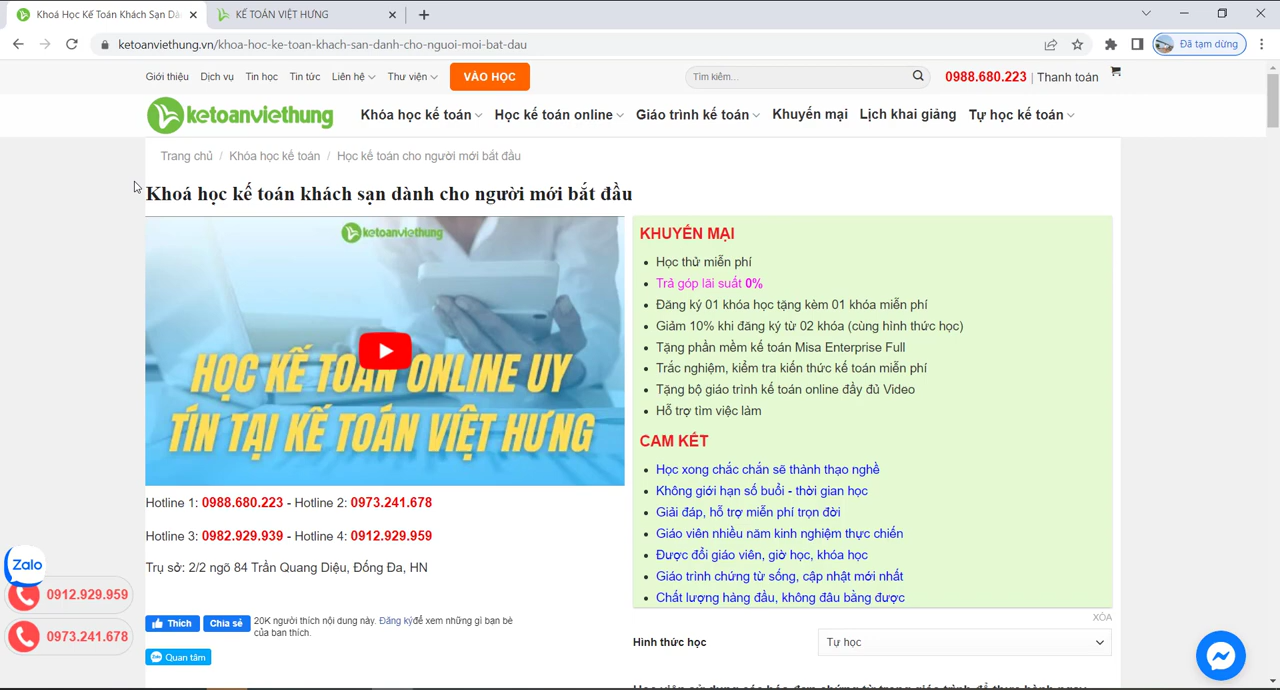 Khoá Học Kế Toán Khách Sạn Dà
KẾ TOÁN VIỆT HƯNG
ketoanviethung.vn/khoa-hoc-ke-toan-khach-san-danh-cho-nguoi-moi-bat-dau
Đã tạm dừng
Giới thiệu Dịch vụ Tin học Tin tức Liên hệ Thư viện VÀO HỌC Tìm kiếm... 0988.680.223 | Thanh toán
ketoanviethung Khóa học kế toán Học kế toán online Giáo trình kế toán Khuyến mại Lịch khai giảng Tự học kế toán
Trang chủ / Khóa học kế toán / Học kế toán cho người mới bắt đầu
Khoá học kế toán khách sạn dành cho người mới bắt đầu
ketoanviethung
HỌC KẾ TOÁN ONLINE UY
TÍN TẠI KẾ TOÁN VIỆT HƯNG
KHUYẾN MẠI
Học thử miễn phí
Trả góp lãi suất 0%
Đăng ký 01 khóa học tặng kèm 01 khóa miễn phí
Giảm 10% khi đăng ký từ 02 khóa (cùng hình thức học)
Tặng phần mềm kế toán Misa Enterprise Full
Trắc nghiệm, kiểm tra kiến thức kế toán miễn phí
Tặng bộ giáo trình kế toán online đầy đủ Video
Hỗ trợ tìm việc làm
CAM KẾT
Học xong chắc chắn sẽ thành thạo nghề
Không giới hạn số buổi - thời gian học
Giải đáp, hỗ trợ miễn phí trọn đời
Giáo viên nhiều năm kinh nghiệm thực chiến
Được đổi giáo viên, giờ học, khóa học
Giáo trình chứng từ sống, cập nhật mới nhất
Chất lượng hàng đầu, không đâu bằng được
Hotline 1: 0988.680.223 - Hotline 2: 0973.241.678
Hotline 3: 0982.929.939 - Hotline 4: 0912.929.959
Trụ sở: 2/2 ngõ 84 Trần Quang Diệu, Đống Đa, HN
Zalo
0912.929.959
0973.241.678
Thích Chia sẻ 20K người thích nội dung này. Đăng ký để xem những gì bạn bè
của bạn thích.
Quan tâm
XÓA
Hình thức học Tự học